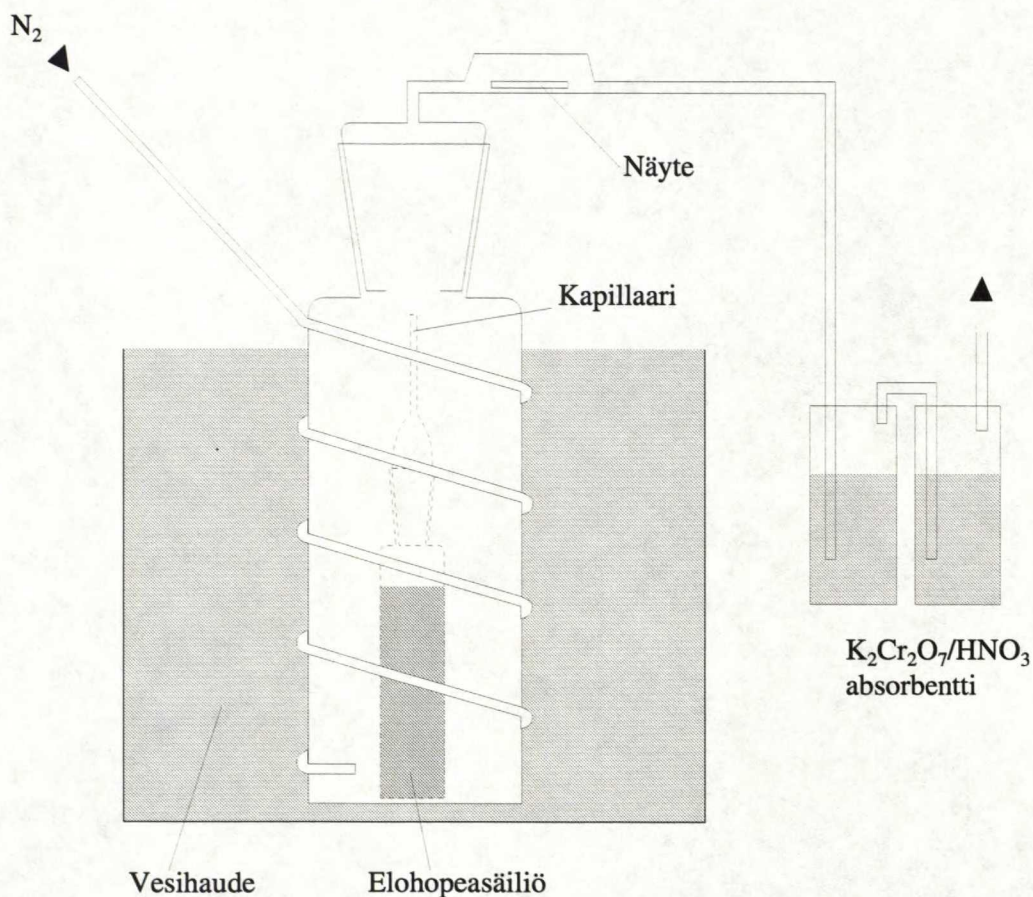 N₂
Näyte
Kapillaari
K₂Cr₂O₇/HNO₃
absorbentti
Vesihaude
Elohopeasäiliö